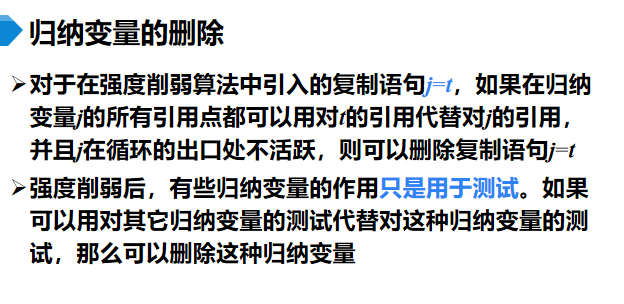 归纳变量的删除
➢对于在强度削弱算法中引入的复制语句j=t，如果在归纳
变量j的所有引用点都可以用对t的引用代替对j的引用，
并且j在循环的出口处不活跃，则可以删除复制语句j=t
➢强度削弱后，有些归纳变量的作用只是用于测试。如果
可以用对其它归纳变量的测试代替对这种归纳变量的测
试，那么可以删除这种归纳变量